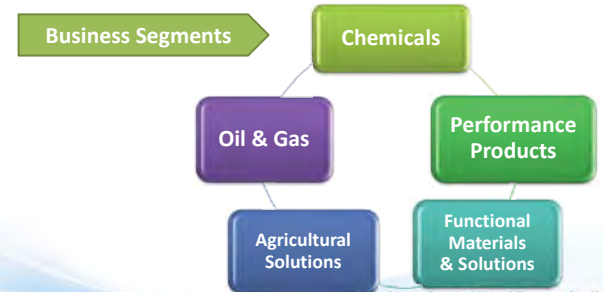 Business Segments
Chemicals
Oil & Gas
Performance
Products
Agricultural
Solutions
Functional
Materials
& Solutions